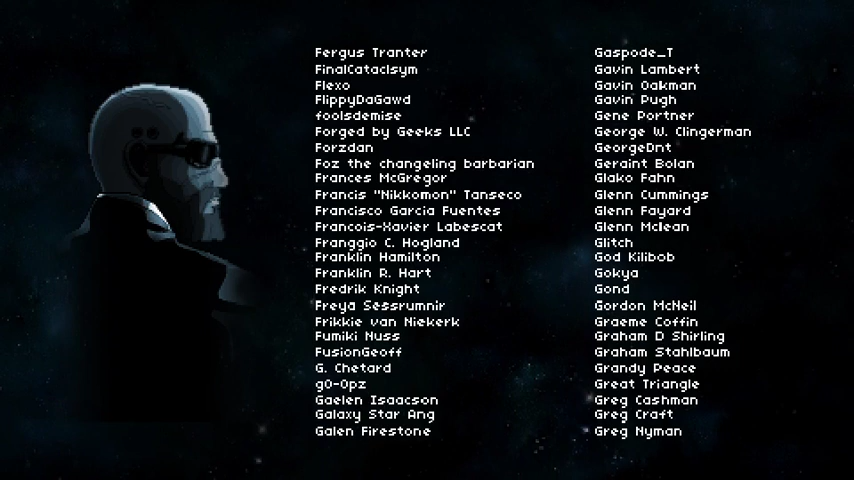 Fergus Tranter
FinalCataclsym
Flexo
FlippyDaGawd
foolsdemise
Forged by Geeks LLC
Forzdan
Foz the changeling barbarian
Frances McGregor
Francis "Nikkomon" Tanseco
Francisco Garcia Fuentes
Francois-Xavier Labescat
Franggio C. Hogland
Franklin Hamilton
Franklin R. Hart
Fredrik Knight
Freya Sessrumnir
Frikkie van Niekerk
Fumiki Nuss
FusionGeoff
G. Chetard
g0-0pz
Gaelen Isaacson
Galaxy Star Ang
Galen Firestone
Gaspode_T
Gavin Lambert
Gavin Oakman
Gavin Pugh
Gene Portner
George W. Clingerman
GeorgeDnt
Geraint Bolan
Glako Fahn
Glenn Cummings
Glenn Fayard
Glenn Mclean
Glitch
God Kilibob
Gokya
Gond
Gordon McNeil
Graeme Coffin
Graham D Shirling
Graham Stahlbaum
Grandy Peace
Great Triangle
Greg Cashman
Greg Craft
Greg Nyman